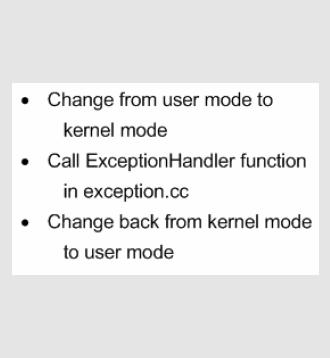 • Change from user mode to
kernel mode
• Call ExceptionHandler function
in exception.cc
• Change back from kernel mode
to user mode